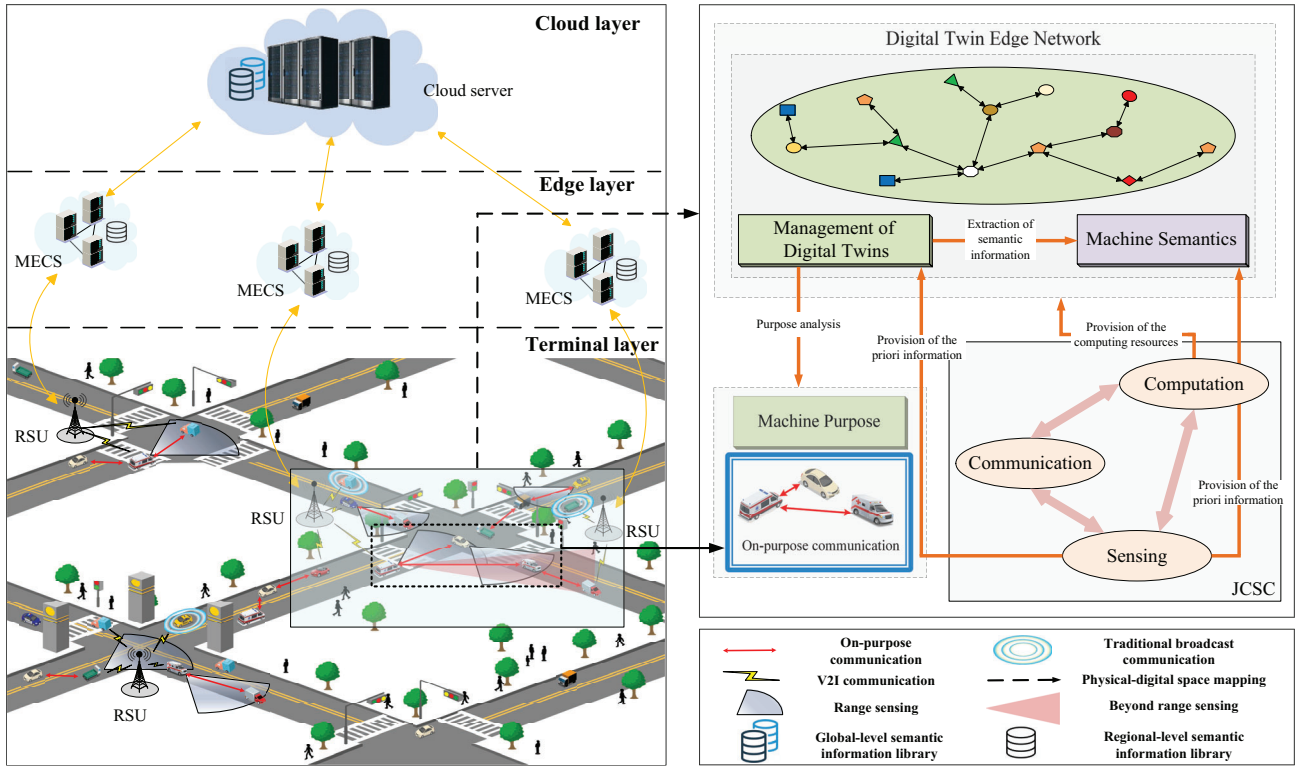 Cloud layer
Cloud server
Edge layer
MECS
MECS
MECS
Terminal layer
RSU
RSU
RSU
RSU
Digital Twin Edge Network
Management of
Digital Twins
Extraction of
semantic
information
Machine Semantics
Purpose analysis
Provision of the
priori information
Provision of the
computing resources
Machine Purpose
On-purpose communication
Computation
Communication
Provision of the
priori information
Sensing
JCSC
On-purpose
communication
Traditional broadcast
communication
V2I communication
Physical-digital space mapping
Range sensing
Beyond range sensing
Global-level semantic
information library
Regional-level semantic
information library